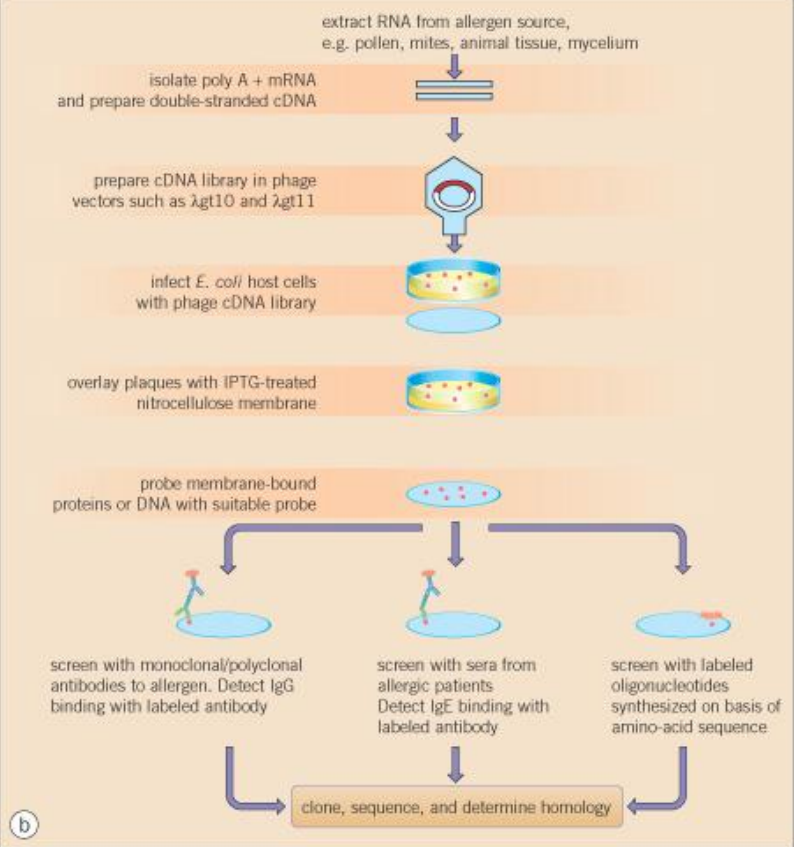 extract RNA from allergen source,
e.g. pollen, mites, animal tissue, mycelium
isolate poly A + mRNA
and prepare double-stranded cDNA
prepare cDNA library in phage
vectors such as λgt10 and λgt11
infect E. coli host cells
with phage cDNA library
overlay plaques with IPTG-treated
nitrocellulose membrane
probe membrane-bound
proteins or DNA with suitable probe
screen with monoclonal/polyclonal
antibodies to allergen. Detect IgG
binding with labeled antibody
screen with sera from
allergic patients
Detect IgE binding with
labeled antibody
screen with labeled
oligonucleotides
synthesized on basis of
amino-acid sequence
clone, sequence, and determine homology
b